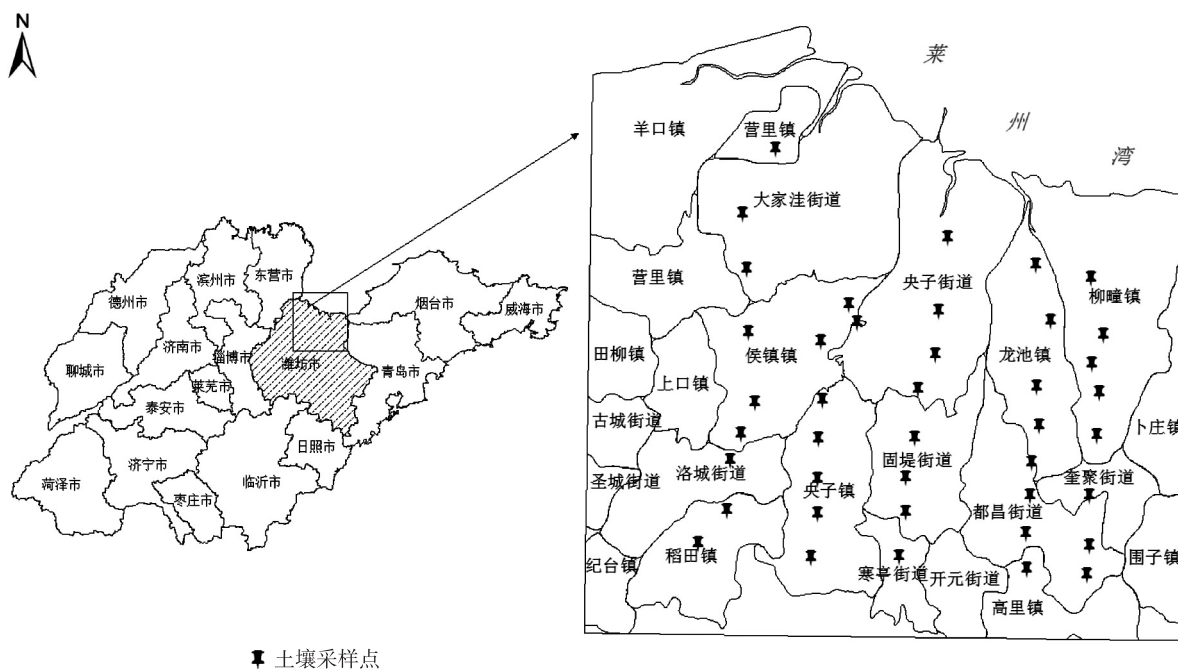 N
莱
州
湾
羊口镇
营里镇
大家洼街道
营里镇
央子街道
柳疃镇
田柳镇
侯镇镇
龙池镇
上口镇
古城街道
卜庄镇
固堤街道
圣城街道
洛城街道
奎聚街道
央子镇
都昌街道
纪台镇
稻田镇
寒亭街道
开元街道
围子镇
高里镇
滨州市
东营市
德州市
烟台市
威海市
济南市
淄博市
潍坊市
青岛市
聊城市
莱芜市
泰安市
日照市
济宁市
临沂市
菏泽市
枣庄市
土壤采样点